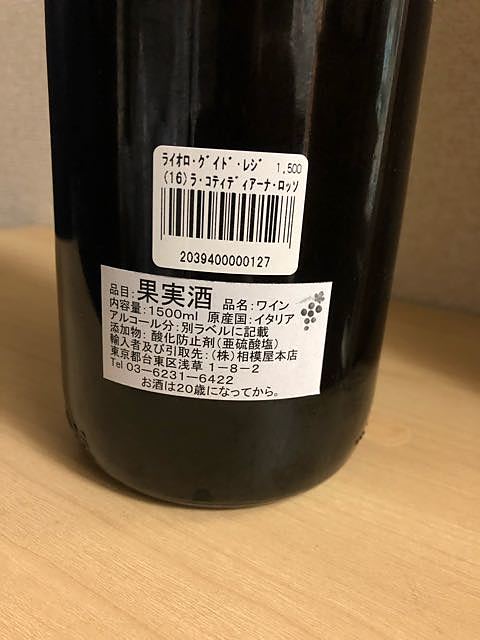 ライオロ・グイド・レジ 1,500
(16)ラ・コティディアーナ・ロッソ
2039400000127
品目:果実酒 品名:ワイン
内容量:1500ml 原産国:イタリア
アルコール分:別ラベルに記載
添加物:酸化防止剤(亜硫酸塩)
輸入者及び引取先:(株)相模屋本店
東京都台東区浅草1-8-2
Tel 03-6231-6422
お酒は20歳になってから。